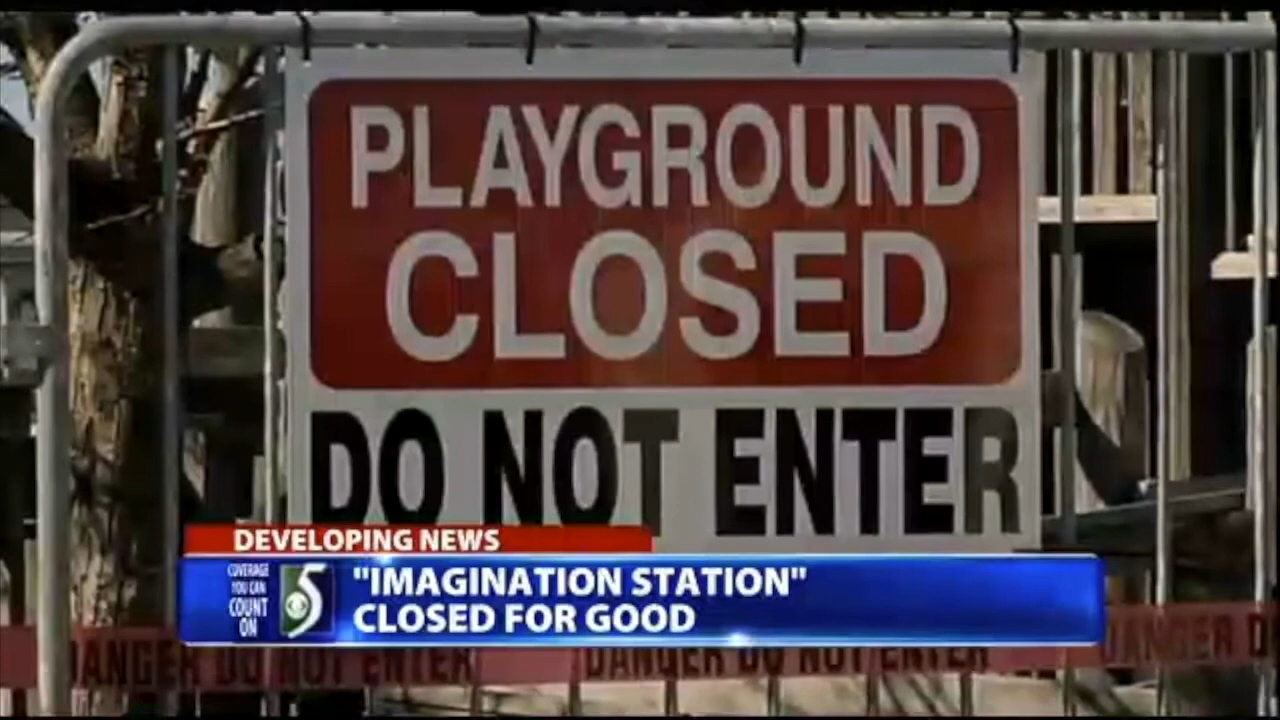 PLAYGROUND
CLOSED
DO NOT ENTER
DEVELOPING NEWS
COVERAGE
YOU CAN
COUNT
ON
5
"IMAGINATION STATION"
CLOSED FOR GOOD
DANGER DO NOT ENTER DANGER DO NOT ENTER DANGER D